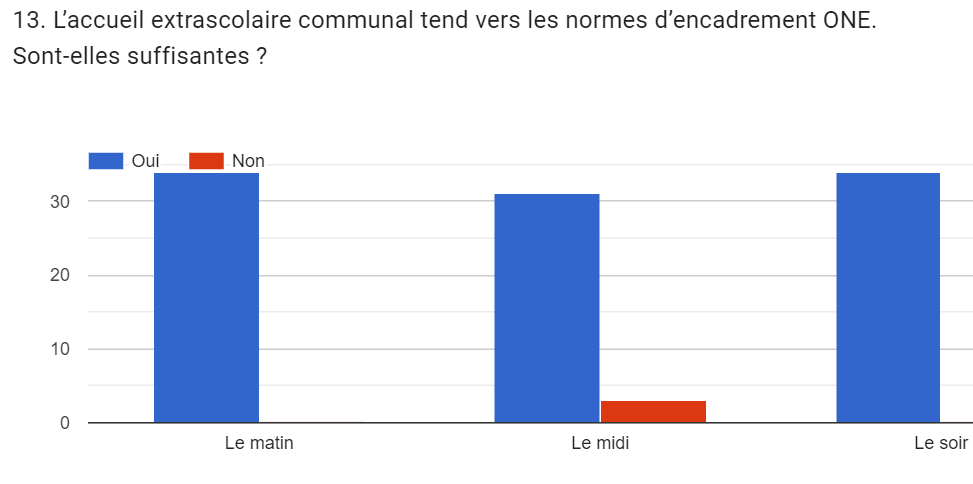 13. L’accueil extrascolaire communal tend vers les normes d’encadrement ONE.
Sont-elles suffisantes ?
Oui Non
30
20
10
0
Le matin Le midi Le soir